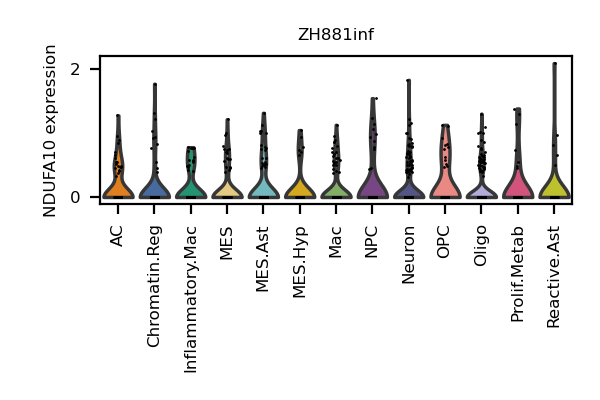 ZH881inf
NDUFA10 expression
2
0
AC
Chromatin.Reg
Inflammatory.Mac
MES
MES.Ast
MES.Hyp
Mac
NPC
Neuron
OPC
Oligo
Prolif.Metab
Reactive.Ast